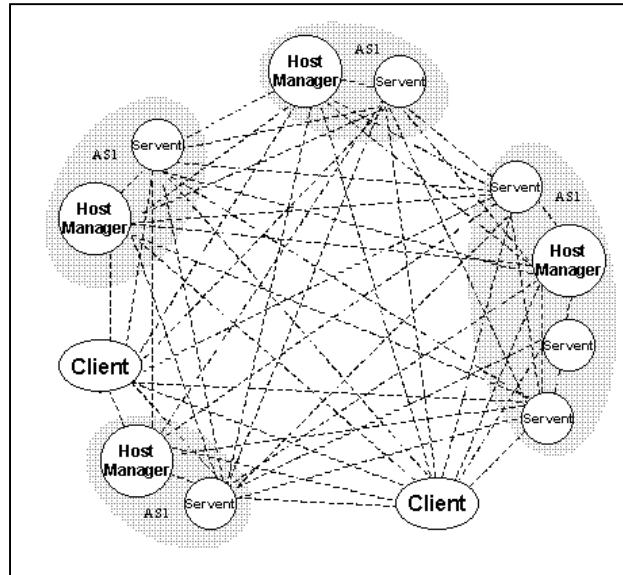 AS1
Host
Manager
Servent
Servent
AS1
Host
Manager
Servent
AS1
Host
Manager
Servent
Servent
Client
Host
Manager
Servent
AS1
Client